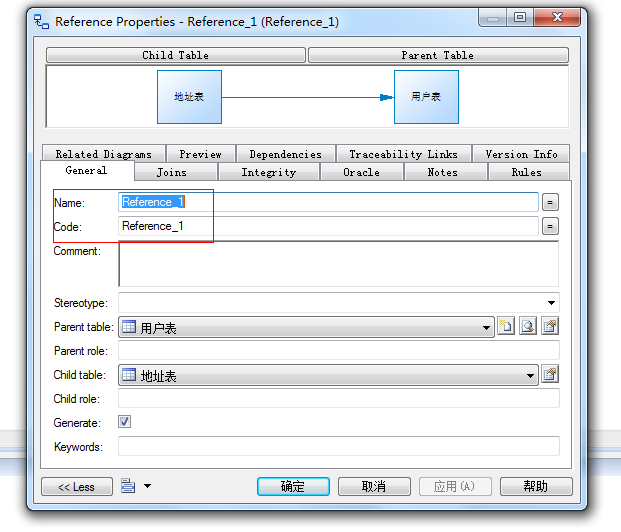 Reference Properties - Reference_1 (Reference_1)
Child Table Parent Table
地址表 用户表
Related Diagrams Preview Dependencies Traceability Links Version Info
General Joins Integrity Oracle Notes Rules
Name: Reference_1 =
Code: Reference_1 =
Comment:
Stereotype:
Parent table: 用户表
Parent role:
Child table: 地址表
Child role:
Generate:
Keywords:
<< Less 确定 取消 应用(A) 帮助